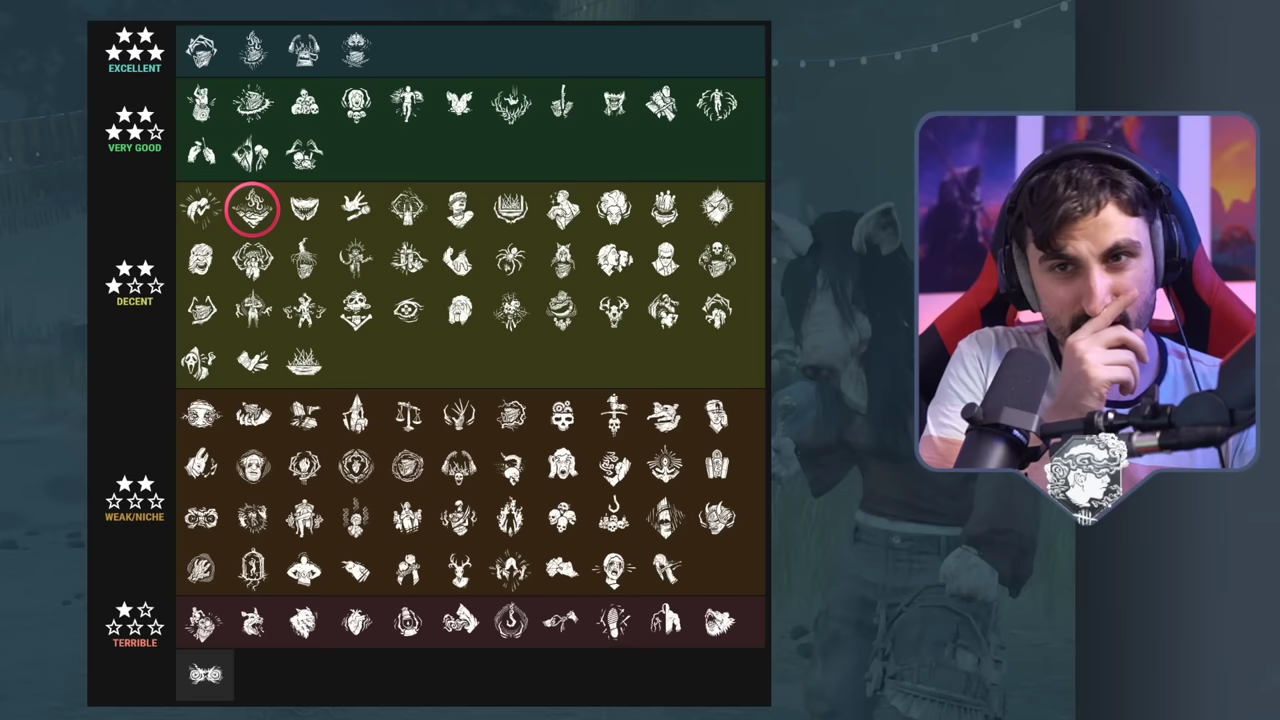 EXCELLENT
VERY GOOD
DECENT
WEAK/NICHE
TERRIBLE